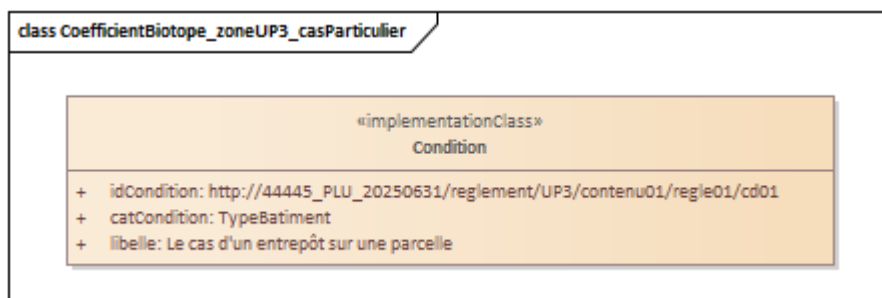 class CoefficientBiotope_zoneUP3_casParticulier
«implementationClass»
Condition
+ idCondition: http://44445_PLU_20250631/reglement/UP3/contenu01/regle01/cd01
+ catCondition: TypeBatiment
+ libelle: Le cas d'un entrepôt sur une parcelle